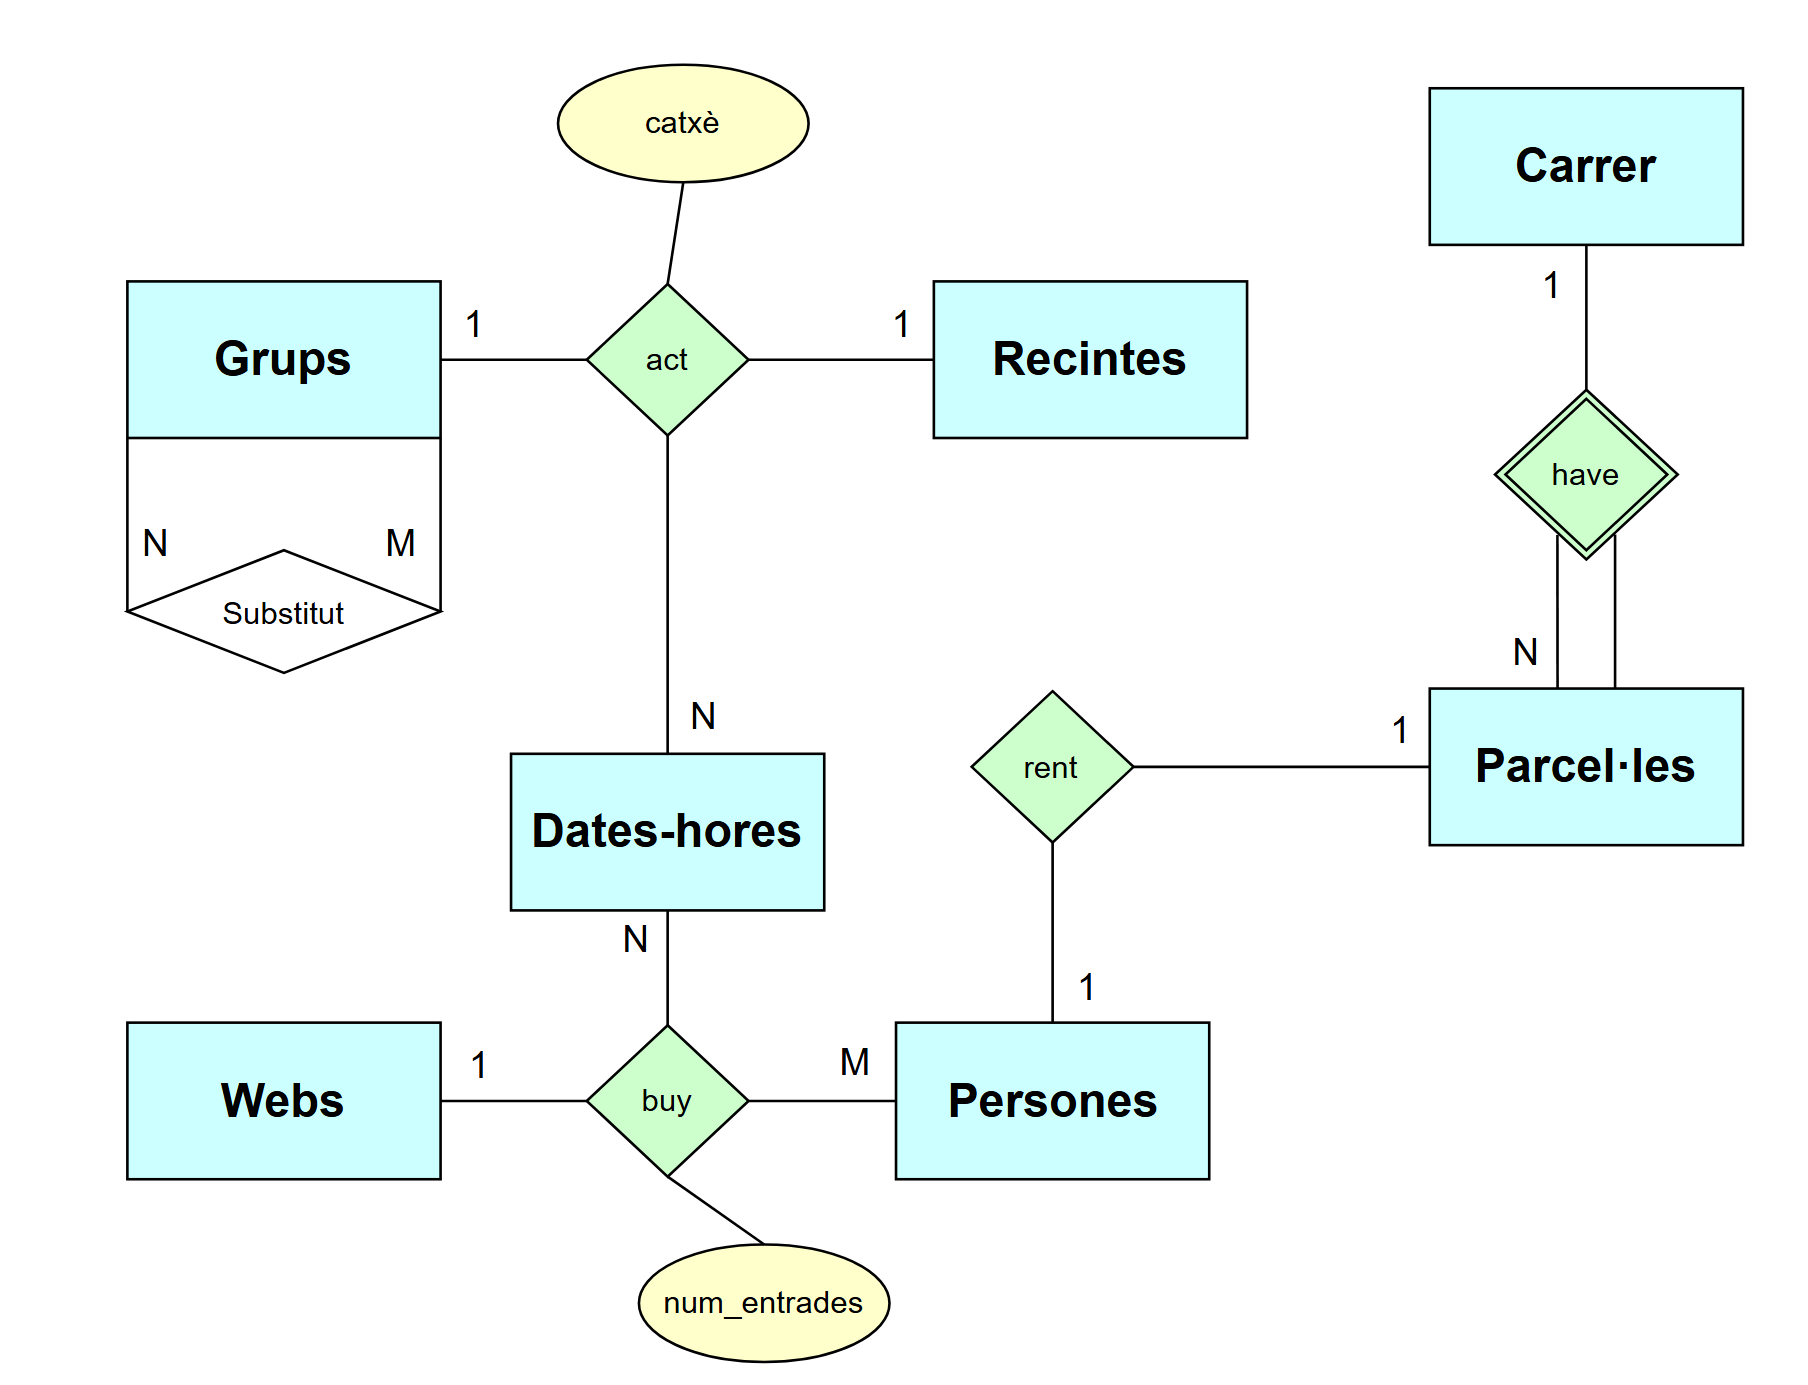 catxè
Carrer
1
Grups
1
act
1
Recintes
have
N
M
Substitut
N
N
1
rent
Parcel·les
Dates-hores
N
1
Webs
1
buy
M
Persones
num_entrades